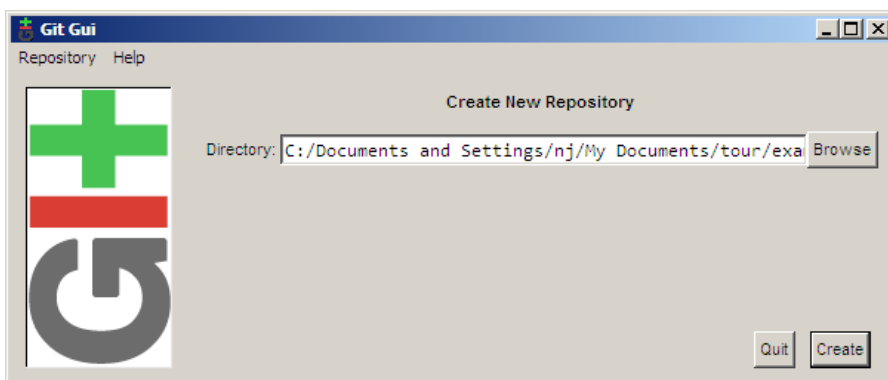 Git Gui
Repository Help
Create New Repository
Directory: C:/Documents and Settings/nj/My Documents/tour/exa Browse
GIT
Quit Create